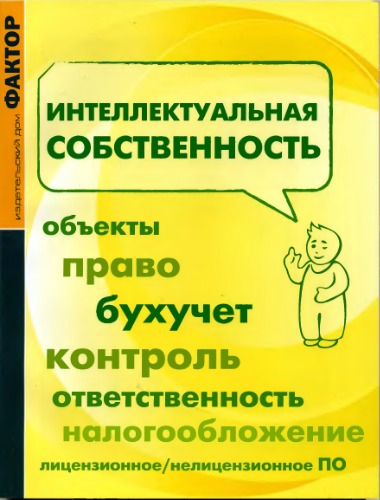 издательский дом ФАКТОР
ИНТЕЛЛЕКТУАЛЬНАЯ
СОБСТВЕННОСТЬ
объекты
право
бухучет
контроль
ответственность
налогообложение
лицензионное/нелицензионное ПО